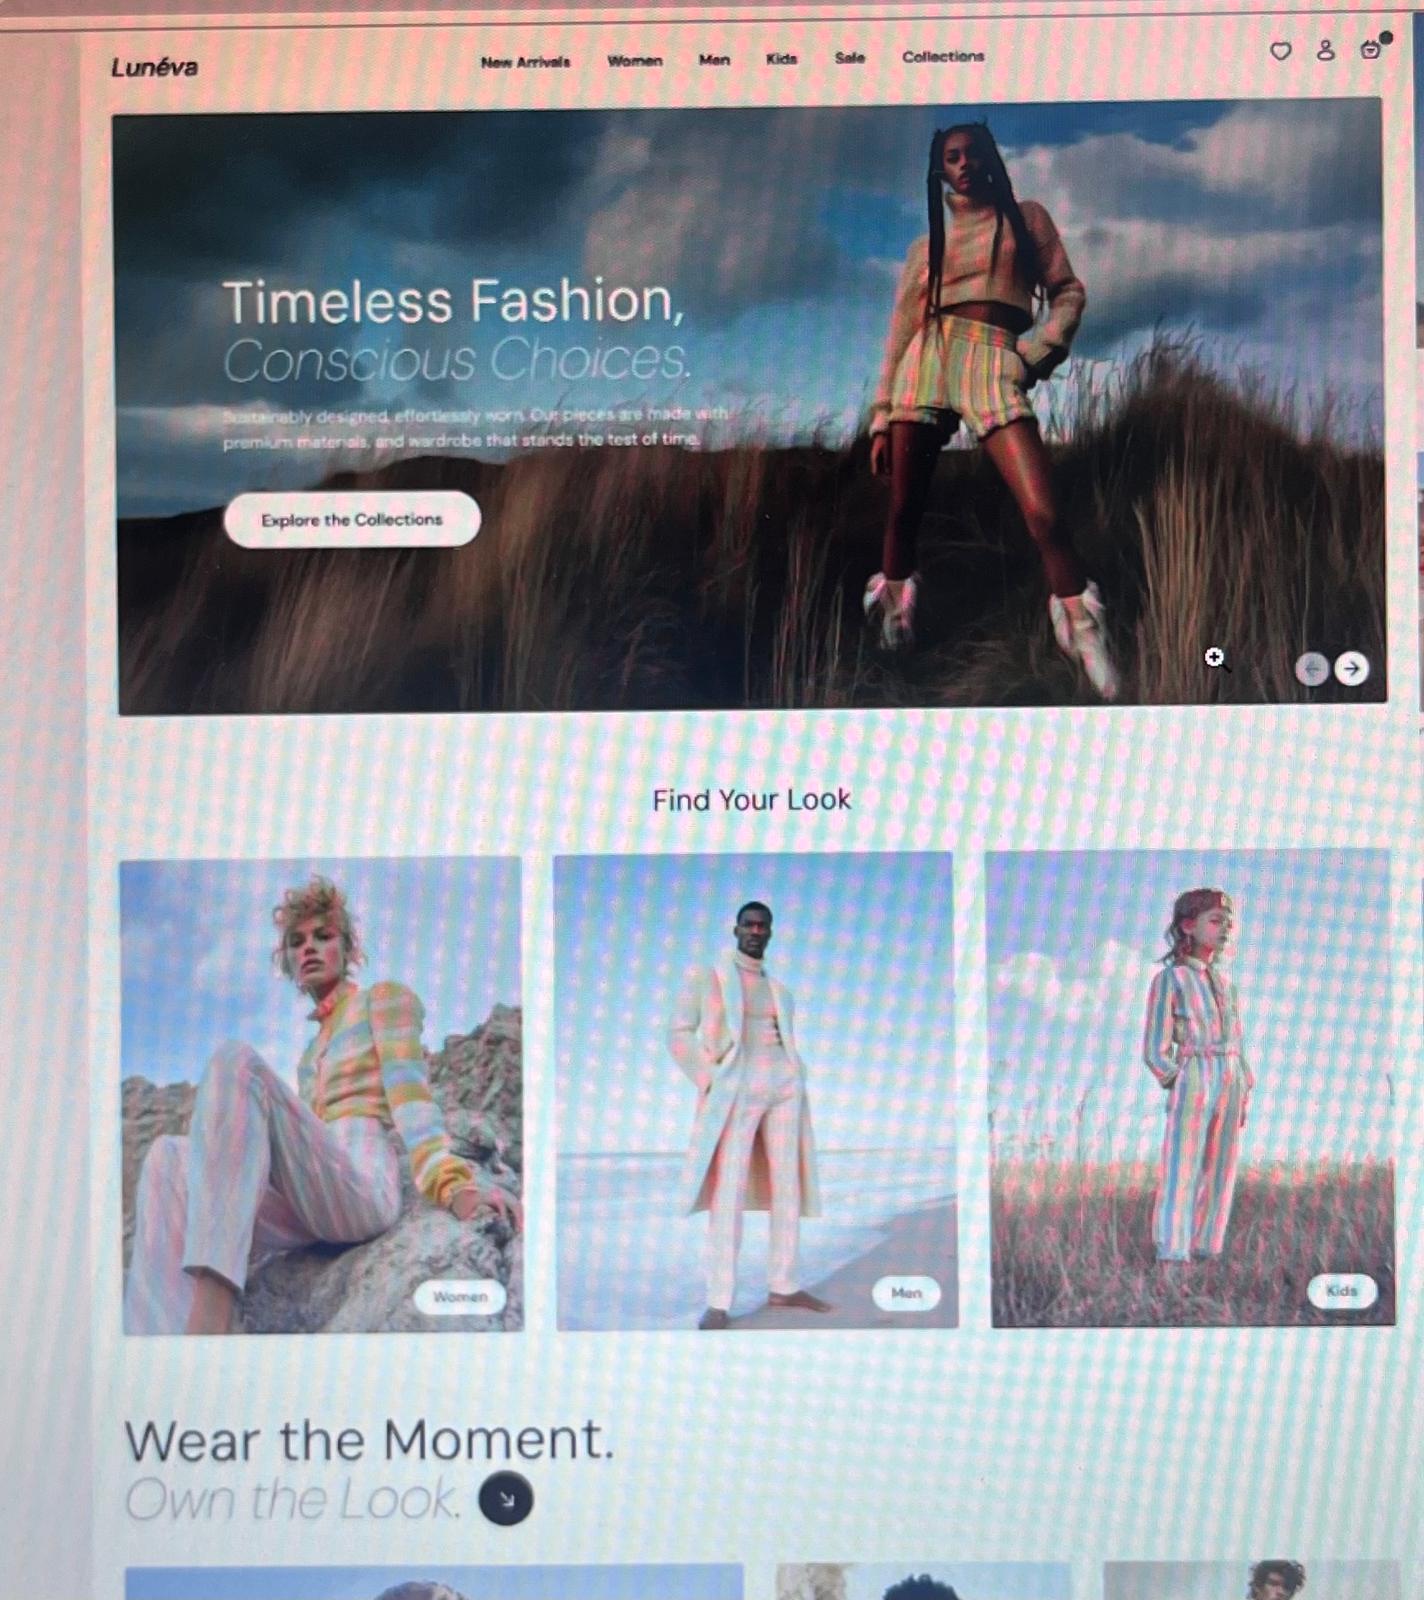 Lunéva
New Arrivals
Women
Men
Kids
Sale
Collections
Timeless Fashion,
Conscious Choices.
Sustainably designed, effortlessly worn. Our pieces are made with
premium materials, and wardrobe that stands the test of time.
Explore the Collections
Find Your Look
Women
Men
Kids
Wear the Moment.
Own the Look.